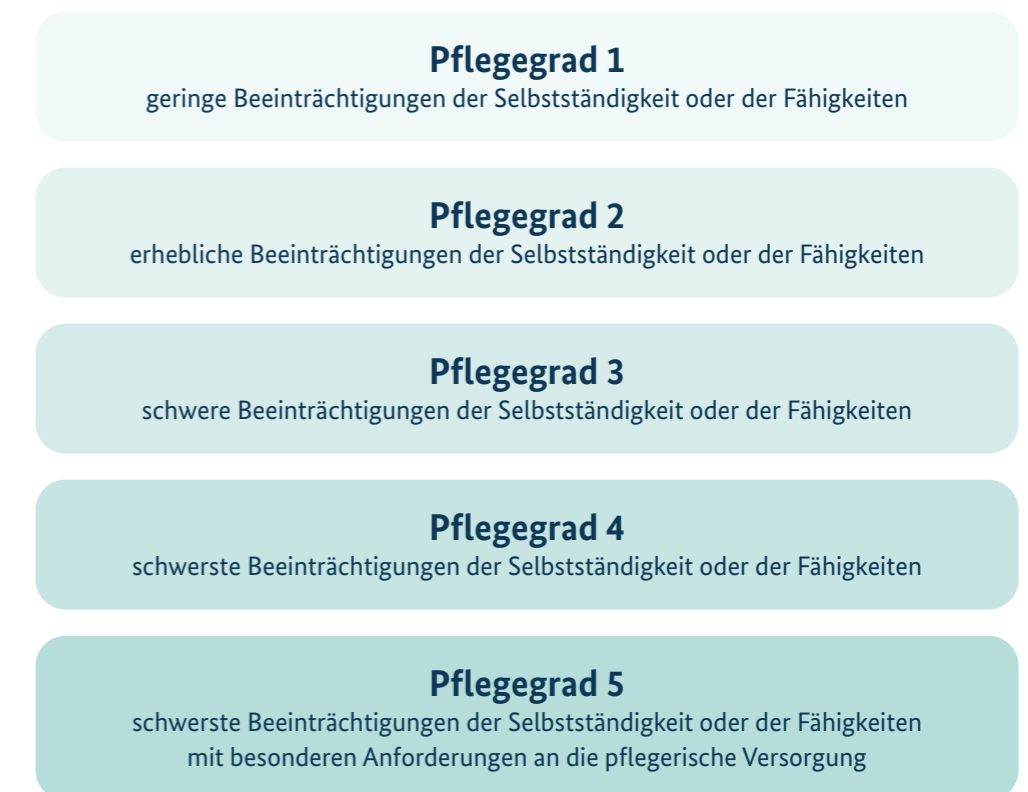 Pflegegrad 1
geringe Beeinträchtigungen der Selbstständigkeit oder der Fähigkeiten
Pflegegrad 2
erhebliche Beeinträchtigungen der Selbstständigkeit oder der Fähigkeiten
Pflegegrad 3
schwere Beeinträchtigungen der Selbstständigkeit oder der Fähigkeiten
Pflegegrad 4
schwerste Beeinträchtigungen der Selbstständigkeit oder der Fähigkeiten
Pflegegrad 5
schwerste Beeinträchtigungen der Selbstständigkeit oder der Fähigkeiten
mit besonderen Anforderungen an die pflegerische Versorgung